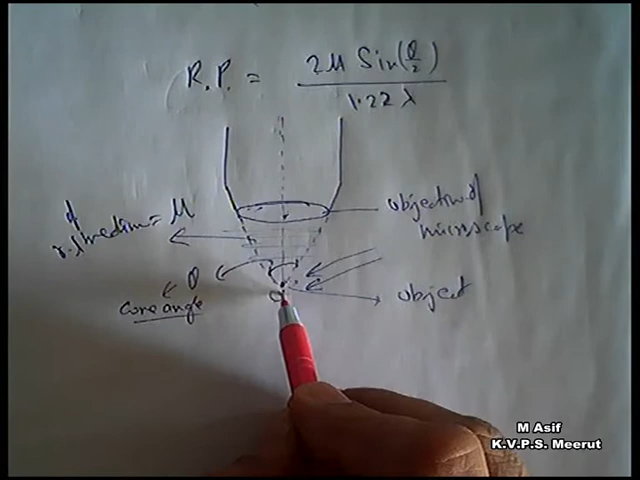 R.P. = 2μ Sin(θ/2) / 1.22 λ
r.i of medium = μ
objective of
microscope
θ
Cone angle
O
object
M Asif
K.V.P.S. Meerut